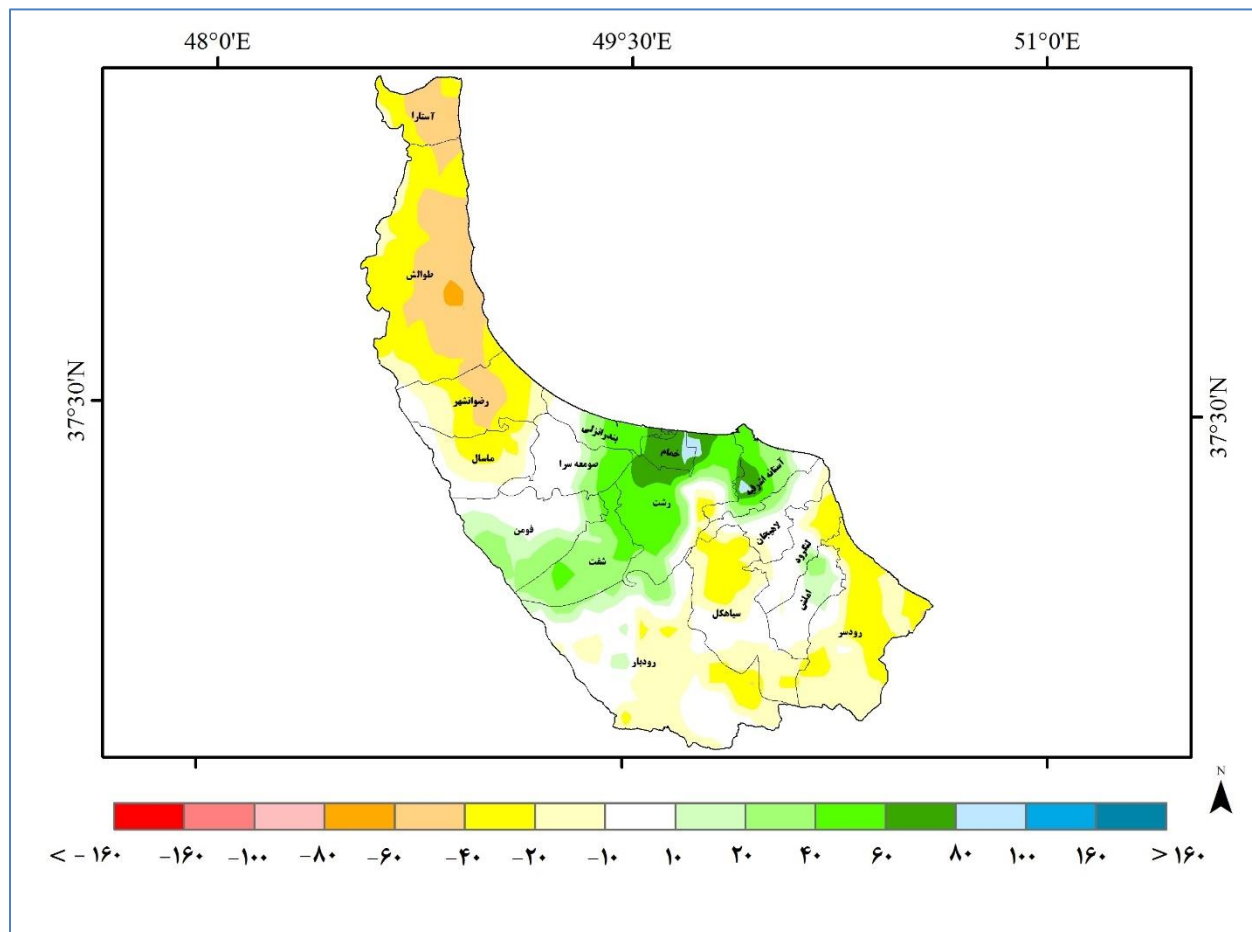 48°0'E 49°30'E 51°0'E
آستارا
طوالش
37°30'N
37°30'N
رضوانشهر
ماسال
بندرانزلی
صومعه سرا
خمام
آستانه اشرفیه
رشت
فومن
لاهیجان
شفت
لنگرود
املش
سیاهکل
رودسر
رودبار
N
< -۱۶۰ -۱۶۰ -۱۰۰ -۸۰ -۶۰ -۴۰ -۲۰ -۱۰ ۱۰ ۲۰ ۴۰ ۶۰ ۸۰ ۱۰۰ ۱۶۰ > ۱۶۰